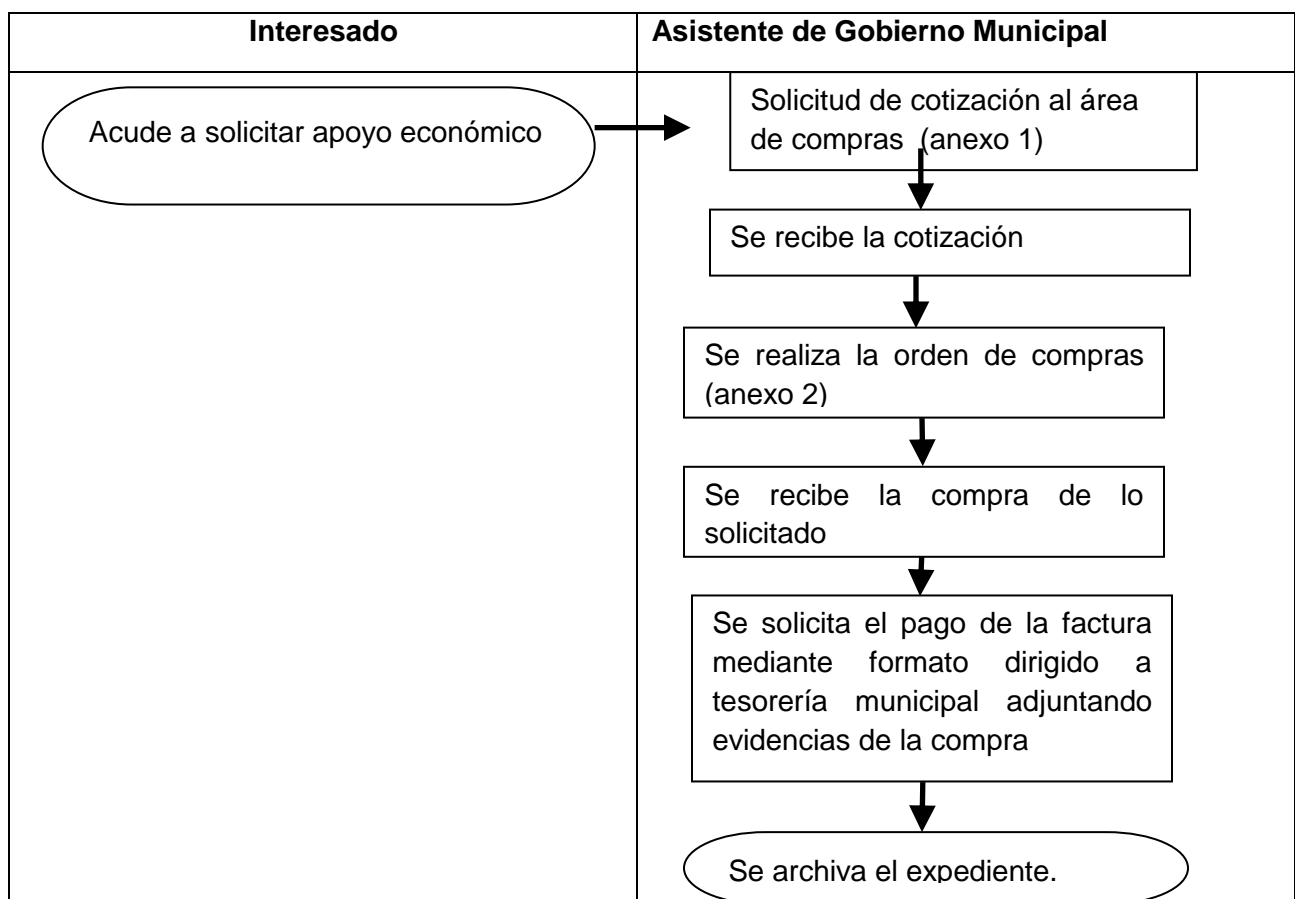 Interesado
Asistente de Gobierno Municipal
Acude a solicitar apoyo económico
Solicitud de cotización al área
de compras (anexo 1)
Se recibe la cotización
Se realiza la orden de compras
(anexo 2)
Se recibe la compra de lo
solicitado
Se solicita el pago de la factura
mediante formato dirigido a
tesorería municipal adjuntando
evidencias de la compra
Se archiva el expediente.